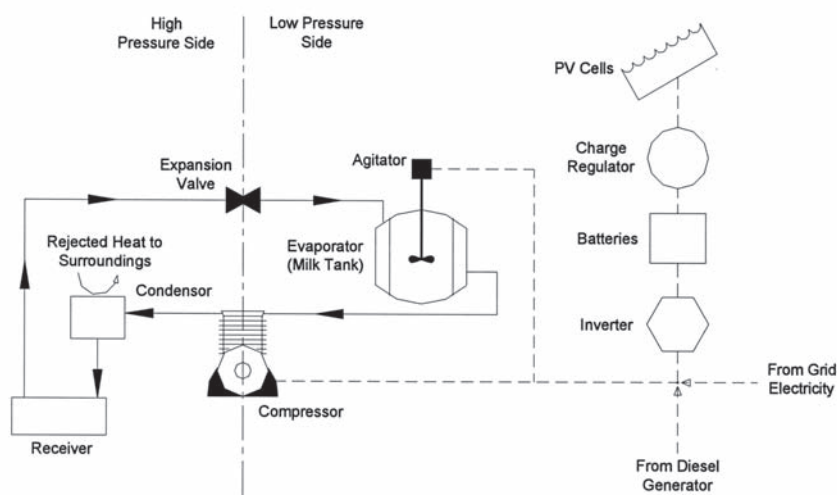 High
Pressure Side
Low Pressure
Side
PV Cells
Expansion
Valve
Agitator
Charge
Regulator
Rejected Heat to
Surroundings
Condensor
Evaporator
(Milk Tank)
Batteries
Inverter
Compressor
Receiver
From Grid
Electricity
From Diesel
Generator